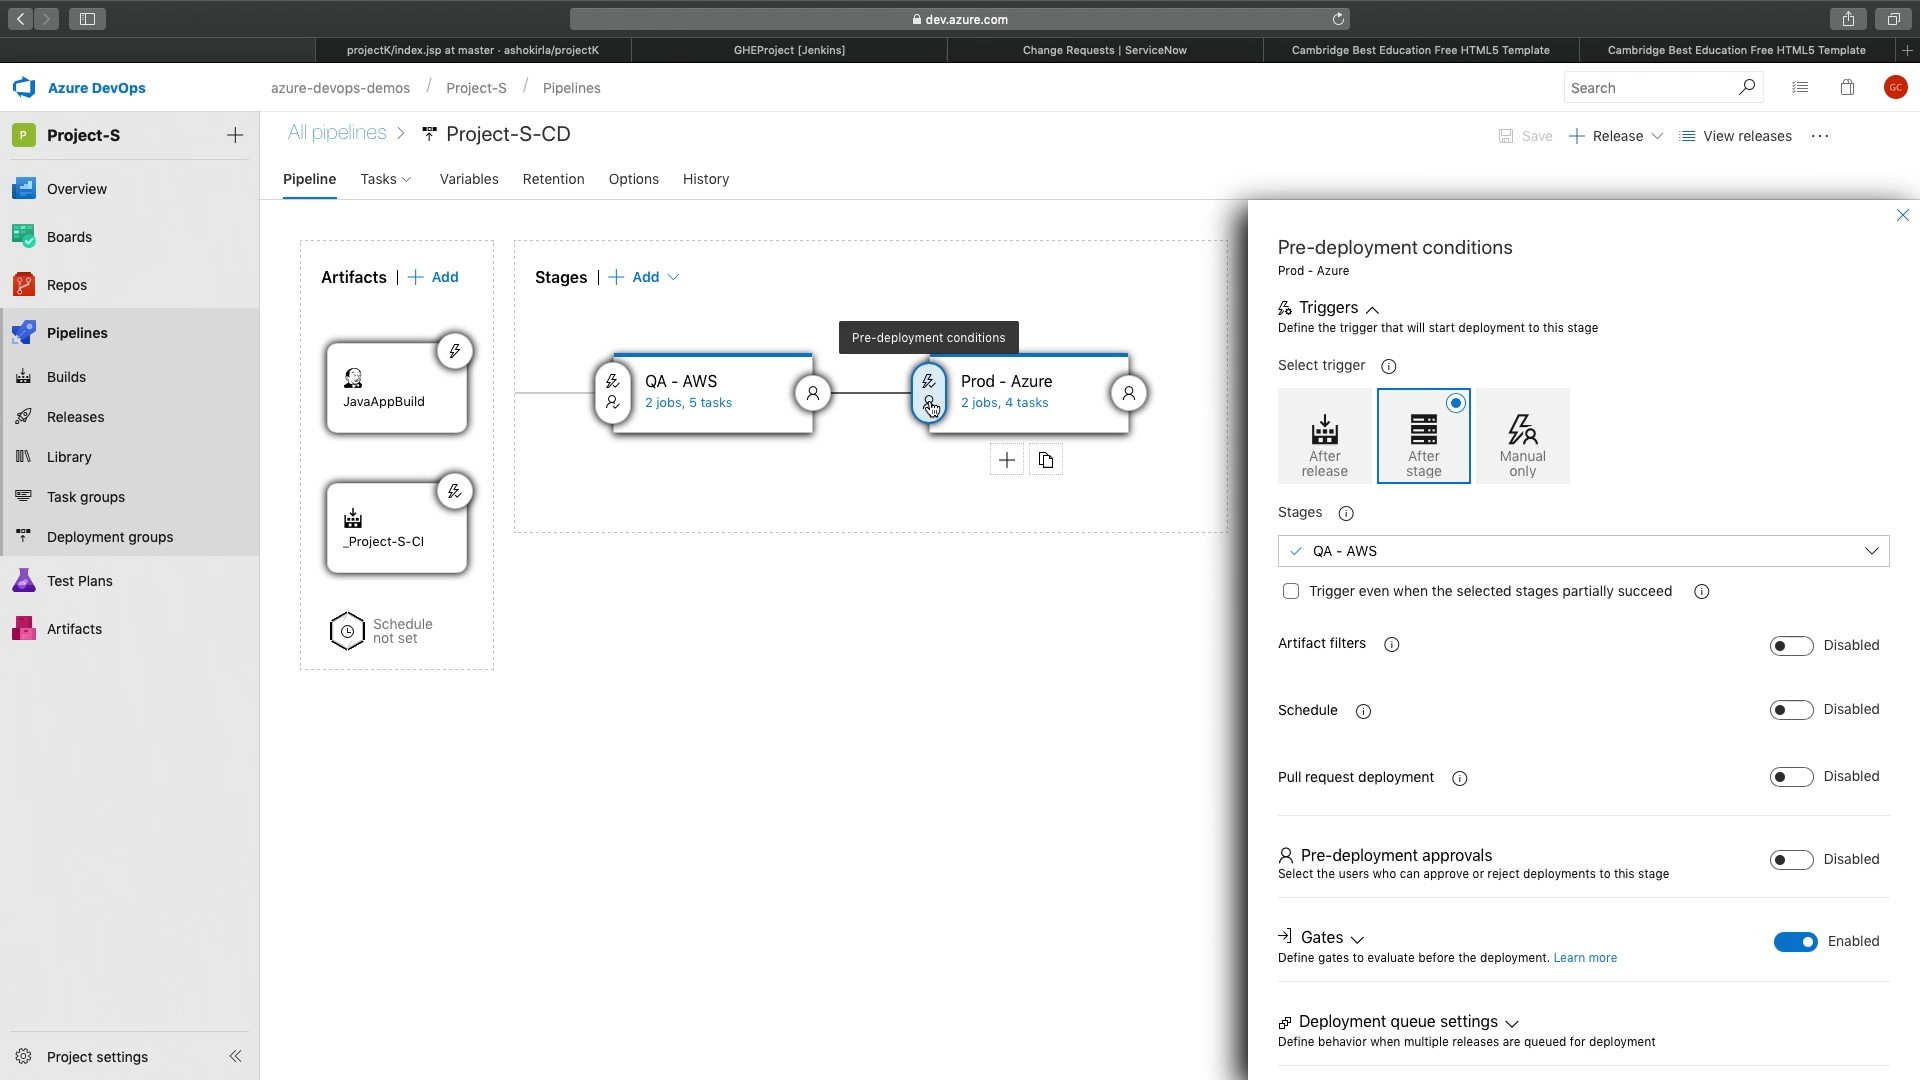 dev.azure.com
projectK/index.jsp at master · ashokirla/projectK
GHEProject [Jenkins]
Change Requests | ServiceNow
Cambridge Best Education Free HTML5 Template
Cambridge Best Education Free HTML5 Template
Azure DevOps
azure-devops-demos / Project-S / Pipelines
Search
GC
P
Project-S
All pipelines > Project-S-CD
Save
Release
View releases
Pipeline
Tasks
Variables
Retention
Options
History
Overview
Boards
Repos
Pipelines
Builds
Releases
Library
Task groups
Deployment groups
Test Plans
Artifacts
Project settings
Artifacts | + Add
JavaAppBuild
_Project-S-CI
Schedule
not set
Stages | + Add
Pre-deployment conditions
QA - AWS
2 jobs, 5 tasks
Prod - Azure
2 jobs, 4 tasks
Pre-deployment conditions
Prod - Azure
Triggers
Define the trigger that will start deployment to this stage
Select trigger
After
release
After
stage
Manual
only
Stages
QA - AWS
Trigger even when the selected stages partially succeed
Artifact filters
Disabled
Schedule
Disabled
Pull request deployment
Disabled
Pre-deployment approvals
Disabled
Select the users who can approve or reject deployments to this stage
Gates
Enabled
Define gates to evaluate before the deployment. Learn more
Deployment queue settings
Define behavior when multiple releases are queued for deployment